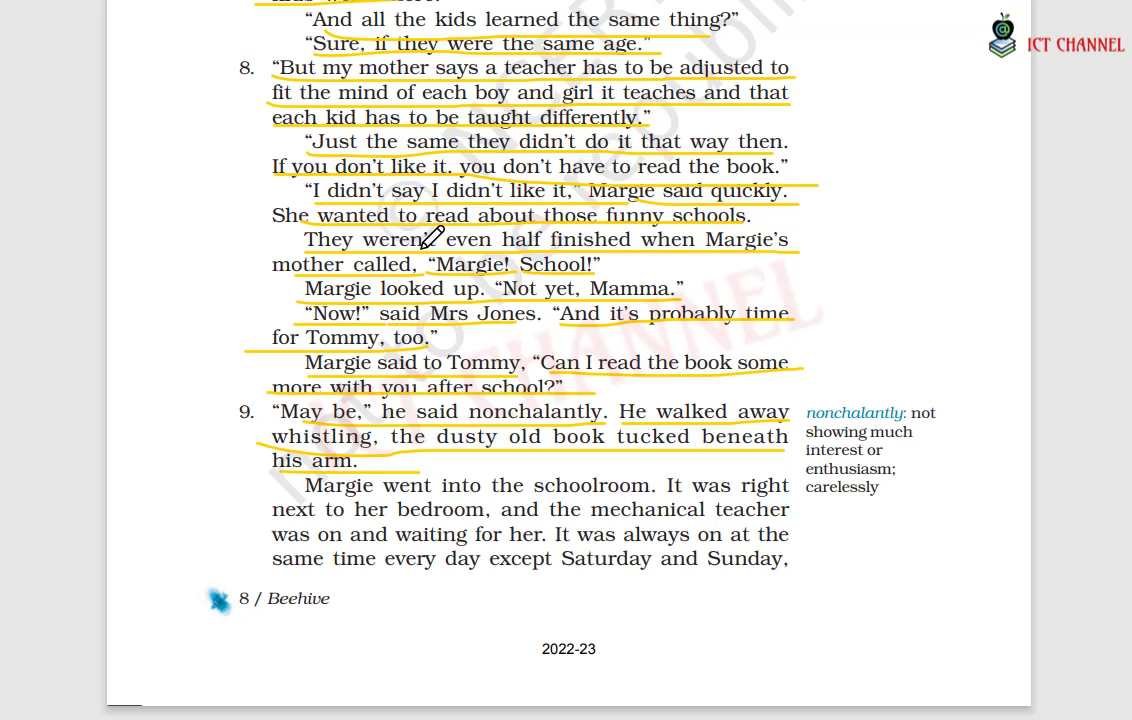 "And all the kids learned the same thing?"
"Sure, if they were the same age."
8. "But my mother says a teacher has to be adjusted to
fit the mind of each boy and girl it teaches and that
each kid has to be taught differently."
"Just the same they didn't do it that way then.
If you don't like it, you don't have to read the book."
"I didn't say I didn't like it," Margie said quickly.
She wanted to read about those funny schools.
They weren't even half finished when Margie's
mother called, "Margie! School!"
Margie looked up. "Not yet, Mamma."
"Now!" said Mrs Jones. "And it's probably time
for Tommy, too."
Margie said to Tommy, "Can I read the book some
more with you after school?"
9. "May be," he said nonchalantly. He walked away
whistling, the dusty old book tucked beneath
his arm.
Margie went into the schoolroom. It was right
next to her bedroom, and the mechanical teacher
was on and waiting for her. It was always on at the
same time every day except Saturday and Sunday,
nonchalantly: not
showing much
interest or
enthusiasm;
carelessly
8 / Beehive
2022-23
ICT CHANNEL
ICT CHANNEL
not to be republi